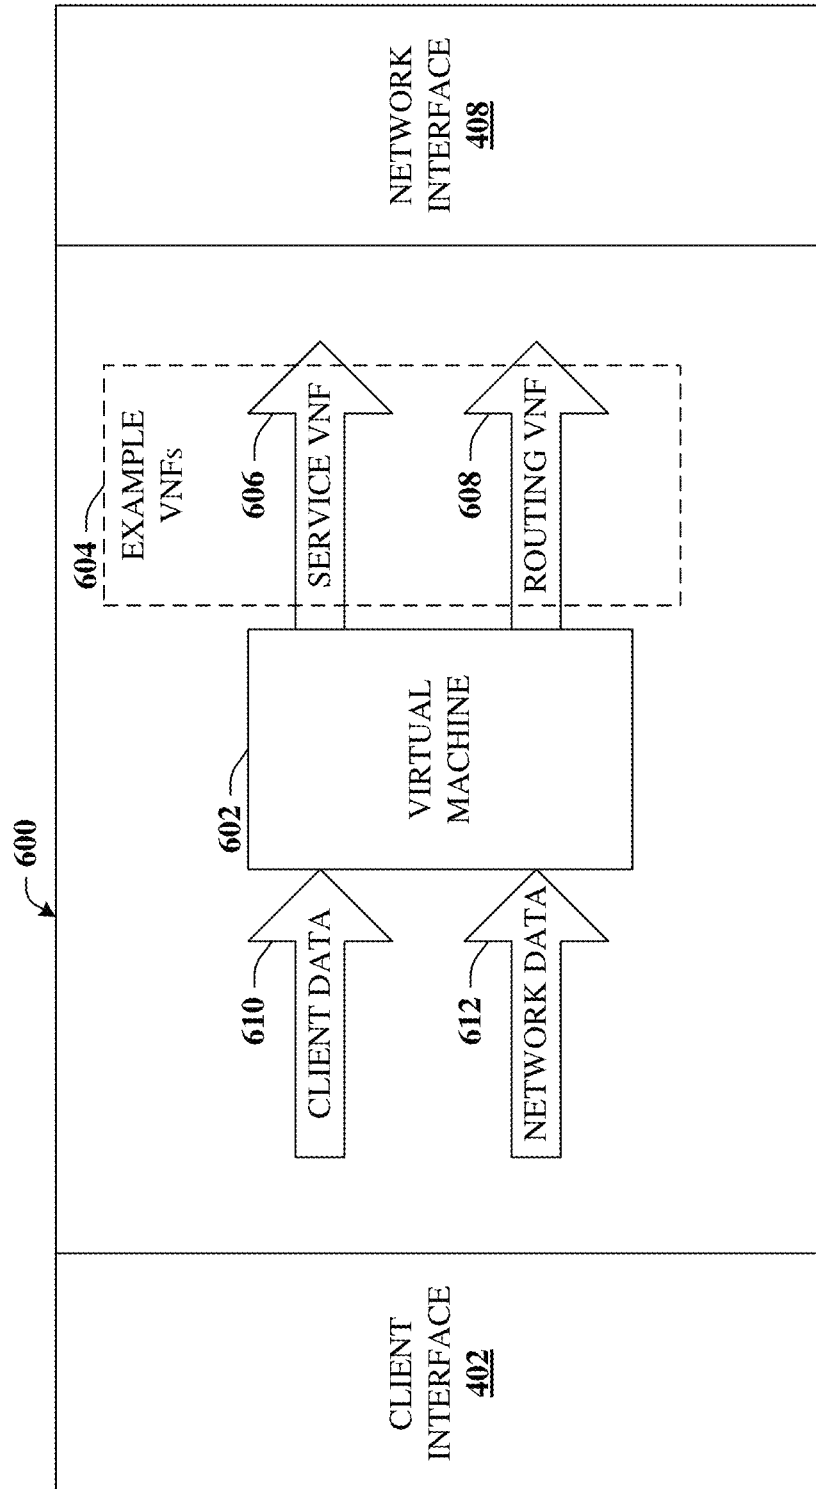 600
CLIENT
INTERFACE
402
610
CLIENT DATA
612
NETWORK DATA
602
VIRTUAL
MACHINE
604
EXAMPLE
VNFs
606
SERVICE VNF
608
ROUTING VNF
NETWORK
INTERFACE
408